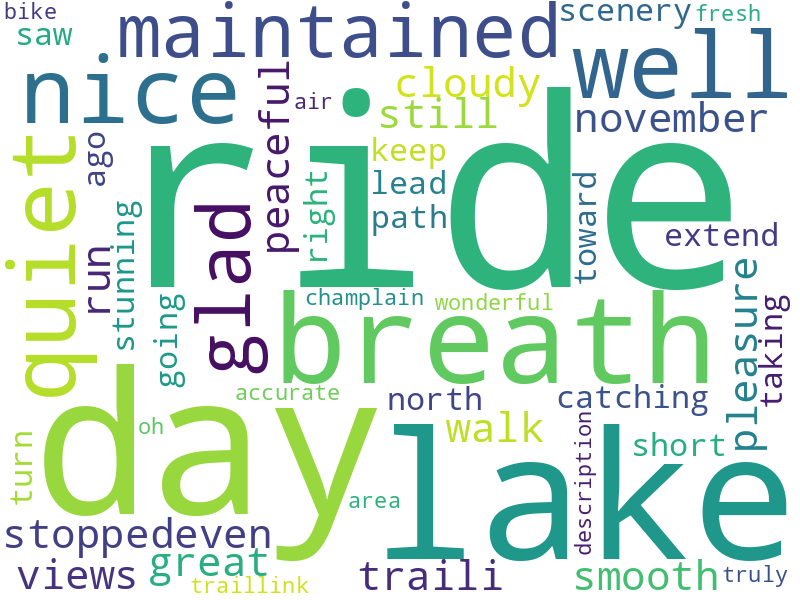 bike
saw
maintained
scenery
fresh
nice
well
cloudy
air
still
november
quiet
ago
peaceful
keep
ride
lead
path
right
toward
glad
stunning
run
extend
going
champlain
wonderful
breath
pleasure
taking
accurate
north
catching
day
oh
walk
lake
short
turn
area
description
stoppedeven
great
views
traillink
traili
smooth
truly